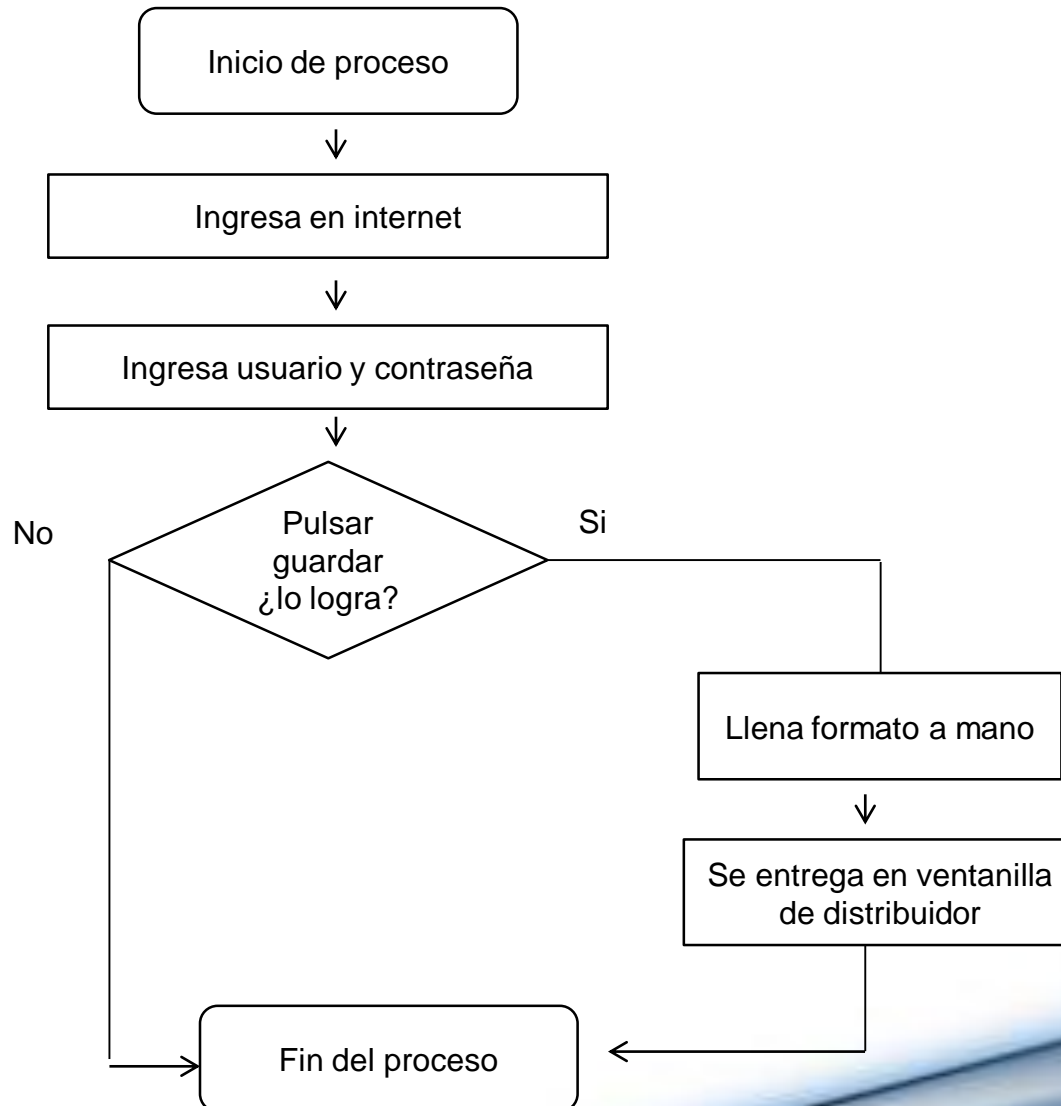 Inicio de proceso
Ingresa en internet
Ingresa usuario y contraseña
No
Pulsar
guardar
¿lo logra?
Si
Llena formato a mano
Se entrega en ventanilla
de distribuidor
Fin del proceso